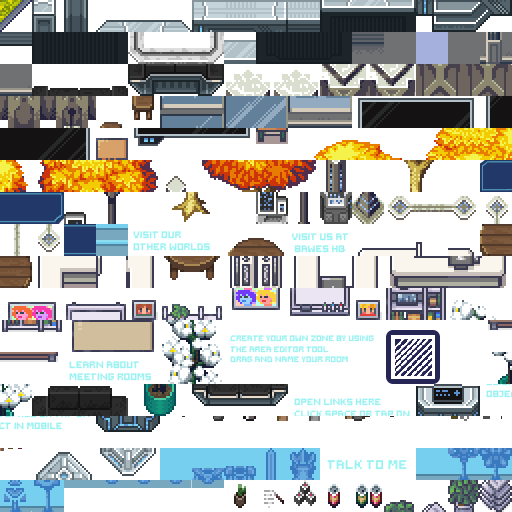 VISIT OUR
OTHER WORLDS
VISIT US AT
BAWES HQ
CREATE YOUR OWN ZONE BY USING
THE AREA EDITOR TOOL
DRAG AND NAME YOUR ROOM
LEARN ABOUT
MEETING ROOMS
OPEN LINKS HERE
CLICK SPACE OR TAP ON
OBJE
CT IN MOBILE
TALK TO ME